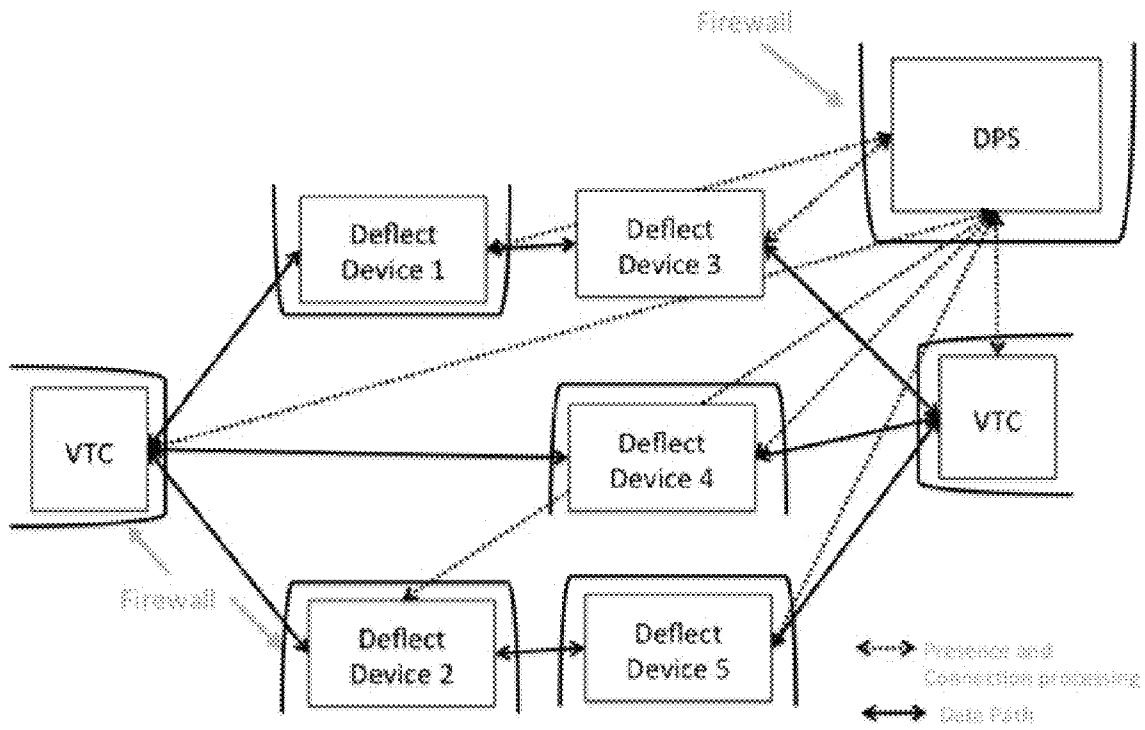 Firewall
DPS
Deflect
Device 1
Deflect
Device 3
VTC
Deflect
Device 4
VTC
Firewall
Deflect
Device 2
Deflect
Device 5
Presence and
Connection processing
Data Path